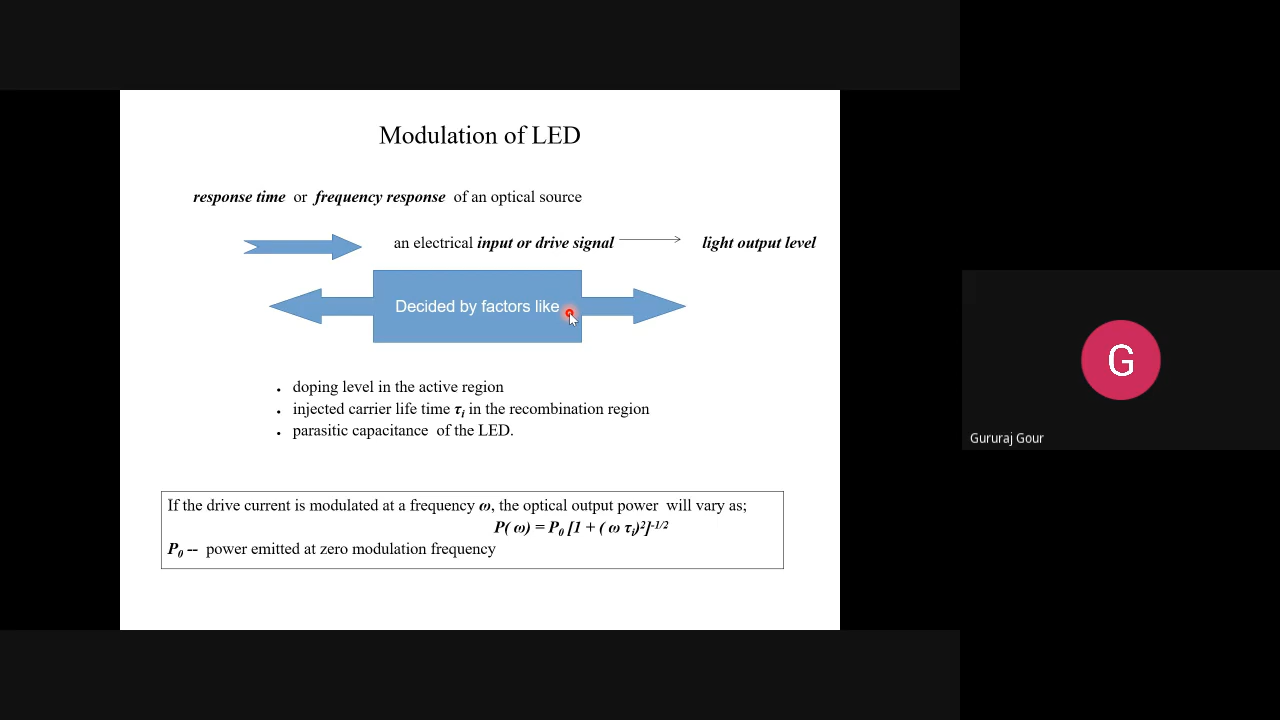 Modulation of LED
response time or frequency response of an optical source
an electrical input or drive signal light output level
Decided by factors like
• doping level in the active region
• injected carrier life time τi in the recombination region
• parasitic capacitance of the LED.
If the drive current is modulated at a frequency ω, the optical output power will vary as;
P( ω) = P0 [1 + ( ω τi)2]-1/2
P0 -- power emitted at zero modulation frequency
G
Gururaj Gour